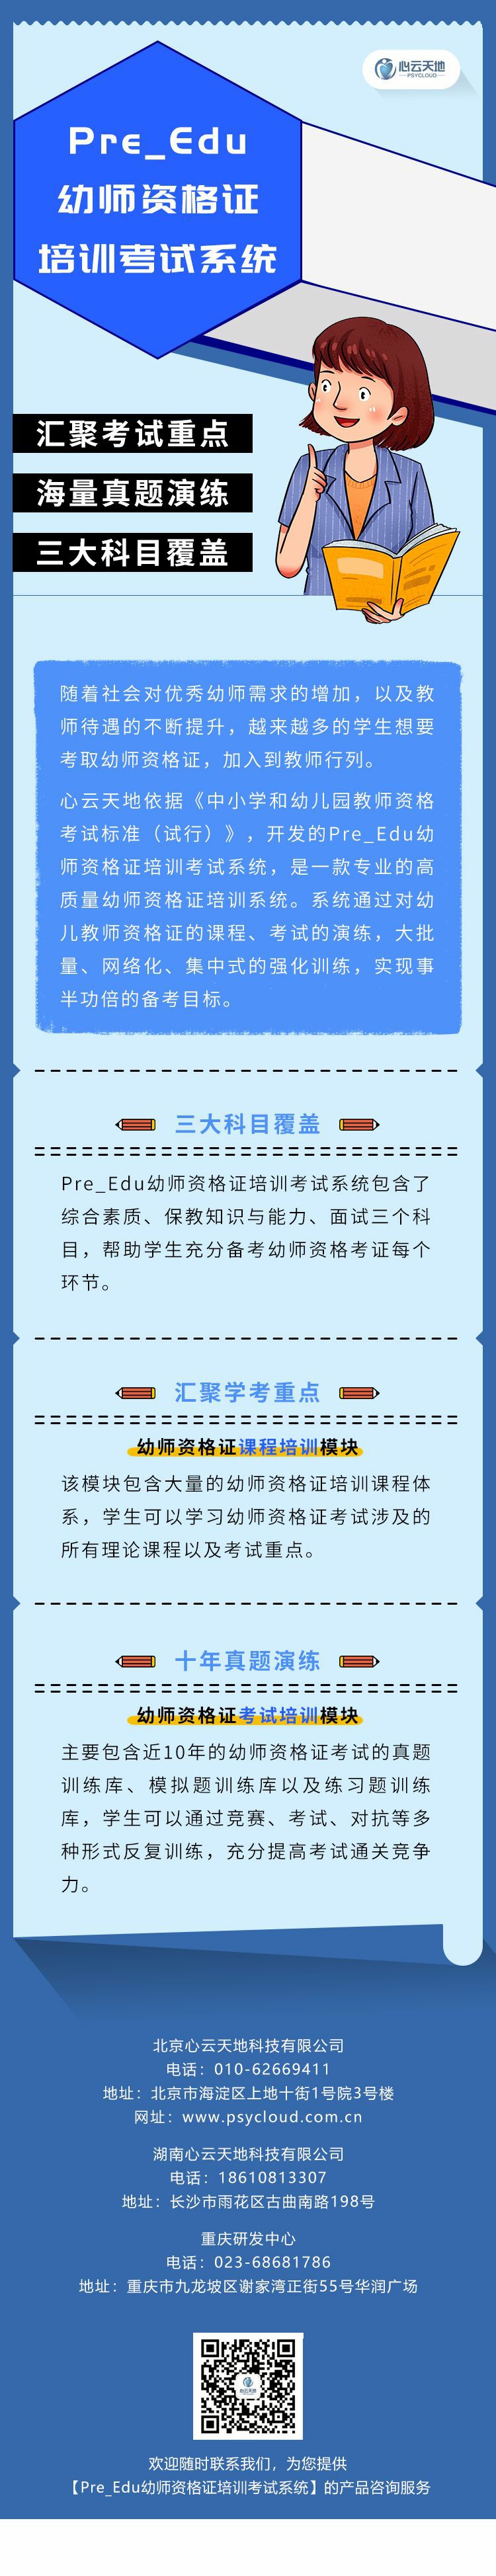 心云天地
PSYCLOUD
Pre_Edu
幼师资格证
培训考试系统
汇聚考试重点
海量真题演练
三大科目覆盖
随着社会对优秀幼师需求的增加，以及教
师待遇的不断提升，越来越多的学生想要
考取幼师资格证，加入到教师行列。
心云天地依据《中小学和幼儿园教师资格
考试标准（试行）》，开发的Pre_Edu幼
师资格证培训考试系统，是一款专业的高
质量幼师资格证培训系统。系统通过对幼
儿教师资格证的课程、考试的演练，大批
量、网络化、集中式的强化训练，实现事
半功倍的备考目标。
三大科目覆盖
Pre_Edu幼师资格证培训考试系统包含了
综合素质、保教知识与能力、面试三个科
目，帮助学生充分备考幼师资格考证每个
环节。
汇聚学考重点
幼师资格证课程培训模块
该模块包含大量的幼师资格证培训课程体
系，学生可以学习幼师资格证考试涉及的
所有理论课程以及考试重点。
十年真题演练
幼师资格证考试培训模块
主要包含近10年的幼师资格证考试的真题
训练库、模拟题训练库以及练习题训练
库，学生可以通过竞赛、考试、对抗等多
种形式反复训练，充分提高考试通关竞争
力。
北京心云天地科技有限公司
电话：010-62669411
地址：北京市海淀区上地十街1号院3号楼
网址：www.psycloud.com.cn
湖南心云天地科技有限公司
电话：18610813307
地址：长沙市雨花区古曲南路198号
重庆研发中心
电话：023-68681786
地址：重庆市九龙坡区谢家湾正街55号华润广场
心云天地
欢迎随时联系我们，为您提供
【Pre_Edu幼师资格证培训考试系统】的产品咨询服务